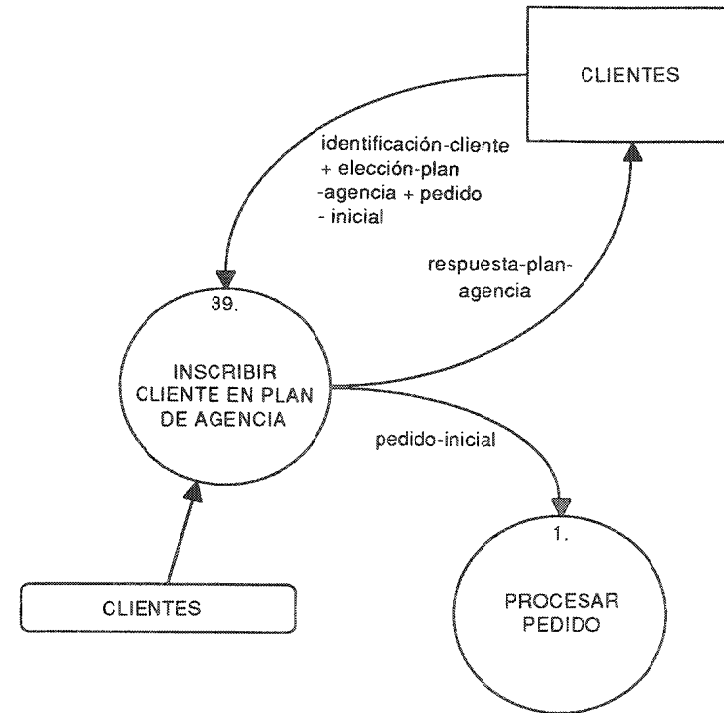 CLIENTES
identificación-cliente
+ elección-plan
-agencia + pedido
- inicial
respuesta-plan-
agencia
39.
INSCRIBIR
CLIENTE EN PLAN
DE AGENCIA
pedido-inicial
1.
PROCESAR
PEDIDO
CLIENTES